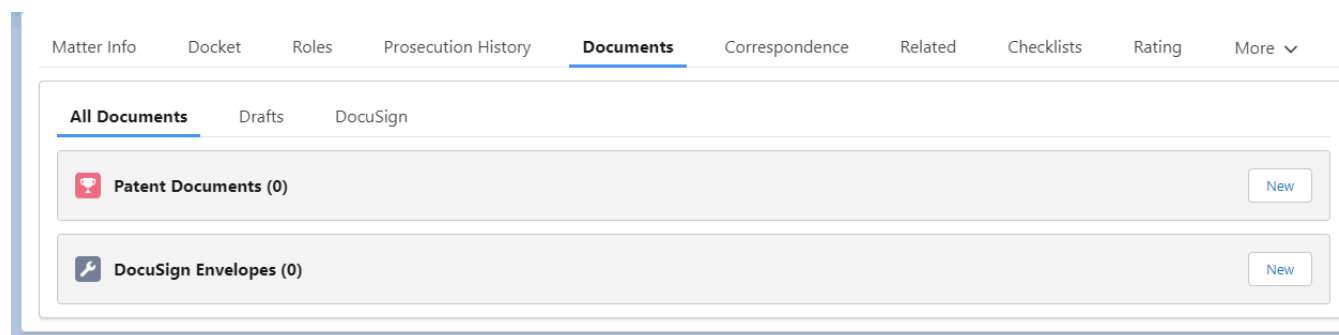 Matter Info Docket Roles Prosecution History Documents Correspondence Related Checklists Rating More
All Documents Drafts DocuSign
Patent Documents (0) New
DocuSign Envelopes (0) New